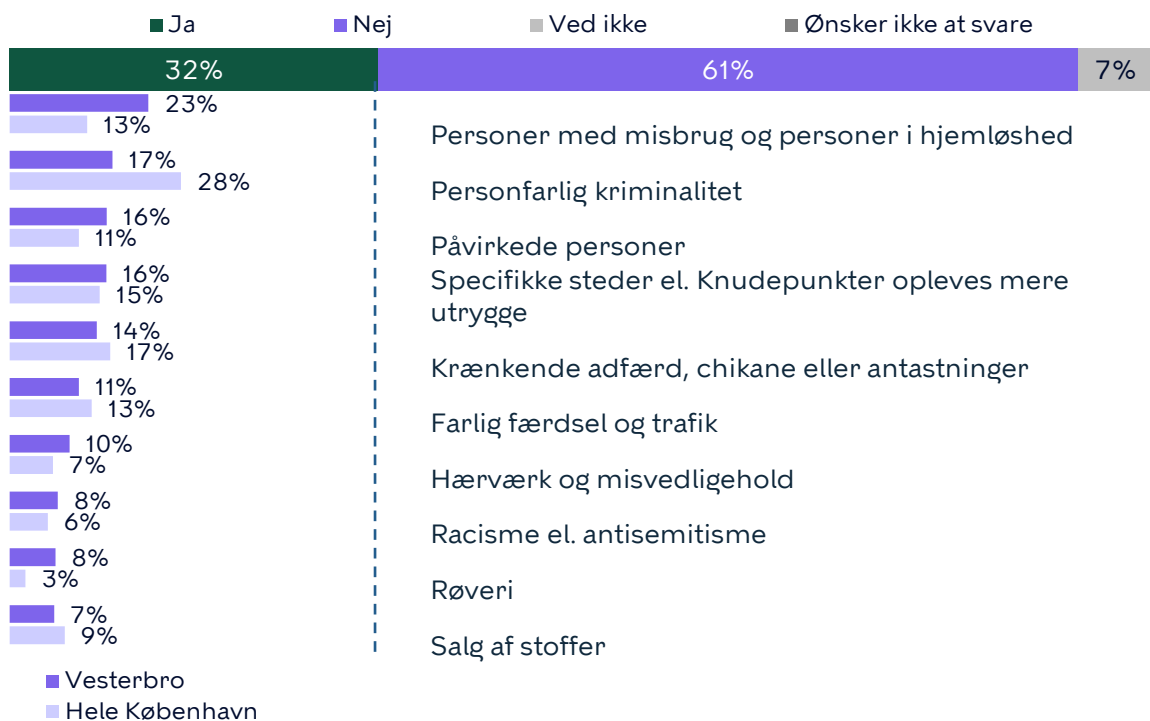 Ja Nej Ved ikke Ønsker ikke at svare
32% 61% 7%
23%
13%
Personer med misbrug og personer i hjemløshed
17%
28%
Personfarlig kriminalitet
16%
11%
Påvirkede personer
16%
15%
Specifikke steder el. Knudepunkter opleves mere
utrygge
14%
17%
Krænkende adfærd, chikane eller antastninger
11%
13%
Farlig færdsel og trafik
10%
7%
Hærværk og misvedligehold
8%
6%
Racisme el. antisemitisme
8%
3%
Røveri
7%
9%
Salg af stoffer
Vesterbro
Hele København